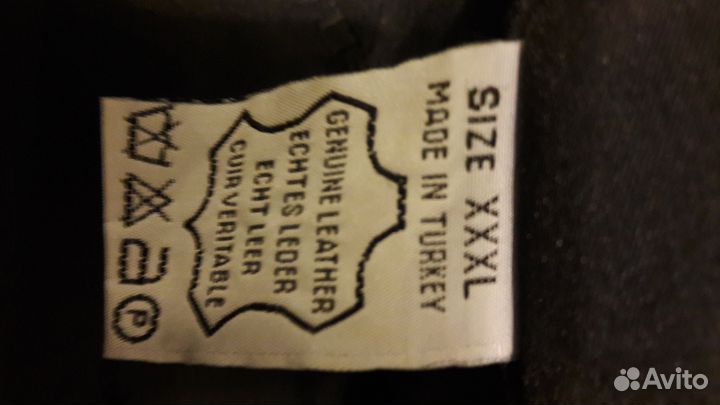 SIZE XXXL
MADE IN TURKEY
GENUINE LEATHER
ECHTES LEDER
ECHT LEER
CUIR VERITABLE
P
Avito